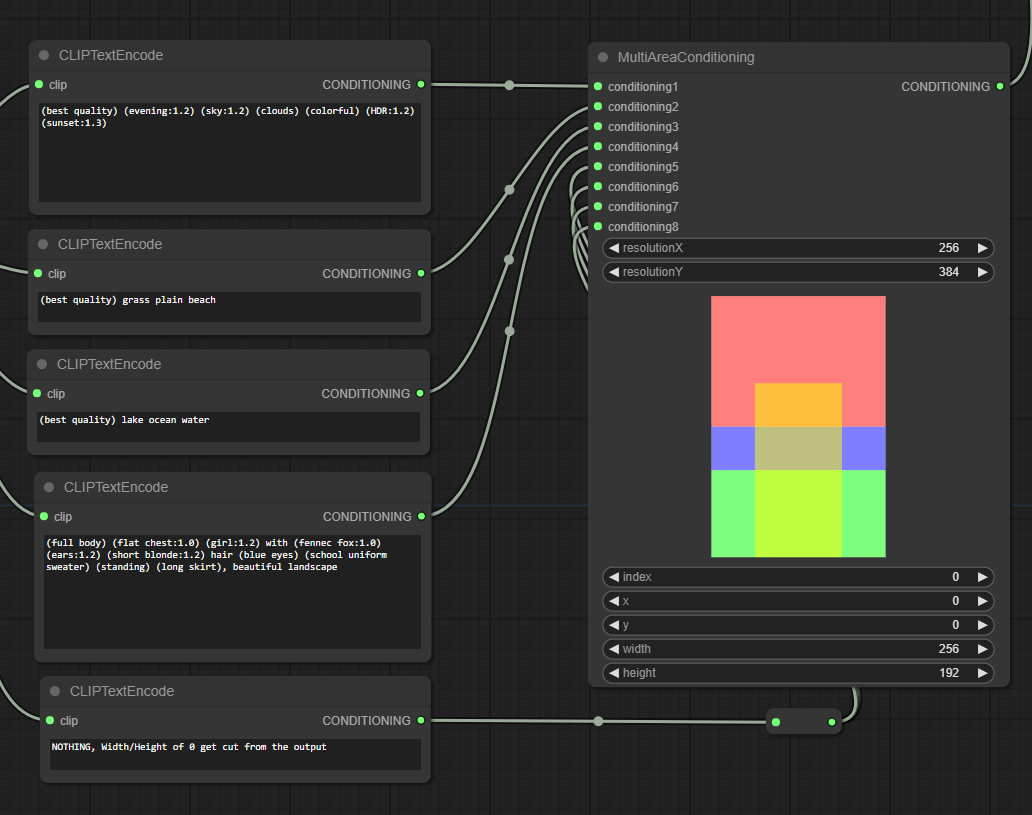 CLIPTextEncode
clip CONDITIONING
(best quality) (evening:1.2) (sky:1.2) (clouds) (colorful) (HDR:1.2)
(sunset:1.3)
CLIPTextEncode
clip CONDITIONING
(best quality) grass plain beach
CLIPTextEncode
clip CONDITIONING
(best quality) lake ocean water
CLIPTextEncode
clip CONDITIONING
(full body) (flat chest:1.0) (girl:1.2) with (fennec fox:1.0)
(ears:1.2) (short blonde:1.2) hair (blue eyes) (school uniform
sweater) (standing) (long skirt), beautiful landscape
CLIPTextEncode
clip CONDITIONING
NOTHING, Width/Height of 0 get cut from the output
MultiAreaConditioning
conditioning1 CONDITIONING
conditioning2
conditioning3
conditioning4
conditioning5
conditioning6
conditioning7
conditioning8
resolutionX 256
resolutionY 384
index 0
x 0
y 0
width 256
height 192